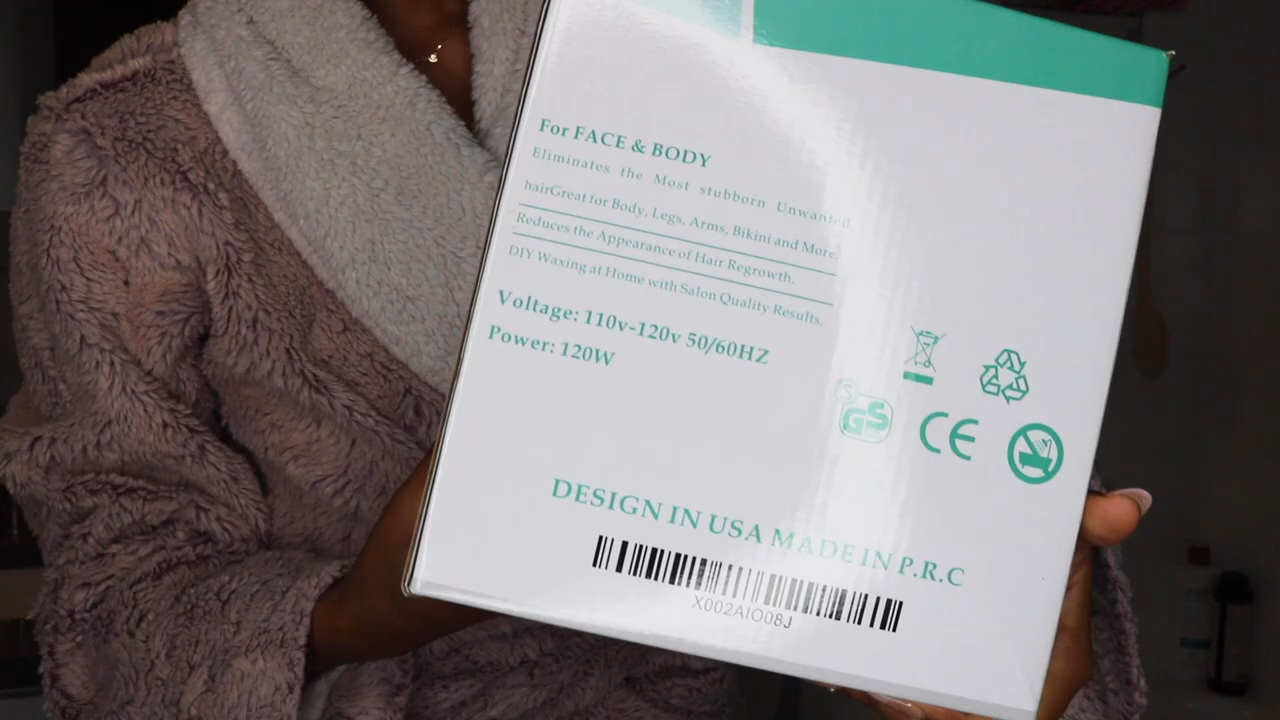 For FACE & BODY
Eliminates the Most stubborn Unwanted
hairGreat for Body, Legs, Arms, Bikini and More.
Reduces the Appearance of Hair Regrowth.
DIY Waxing at Home with Salon Quality Results.
Voltage: 110v-120v 50/60HZ
Power: 120W
S
GS
CE
DESIGN IN USA MADE IN P.R.C
X002AIO08J